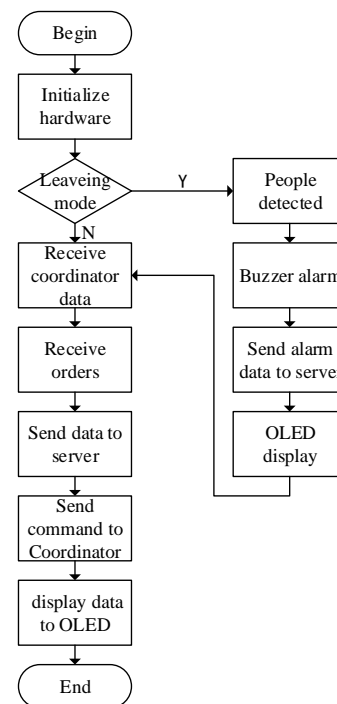 Begin
Initialize
hardware
Leaveing
mode
Y
N
People
detected
Receive
coordinator
data
Buzzer alarm
Receive
orders
Send alarm
data to server
Send data to
server
OLED
display
Send
command to
Coordinator
display data
to OLED
End